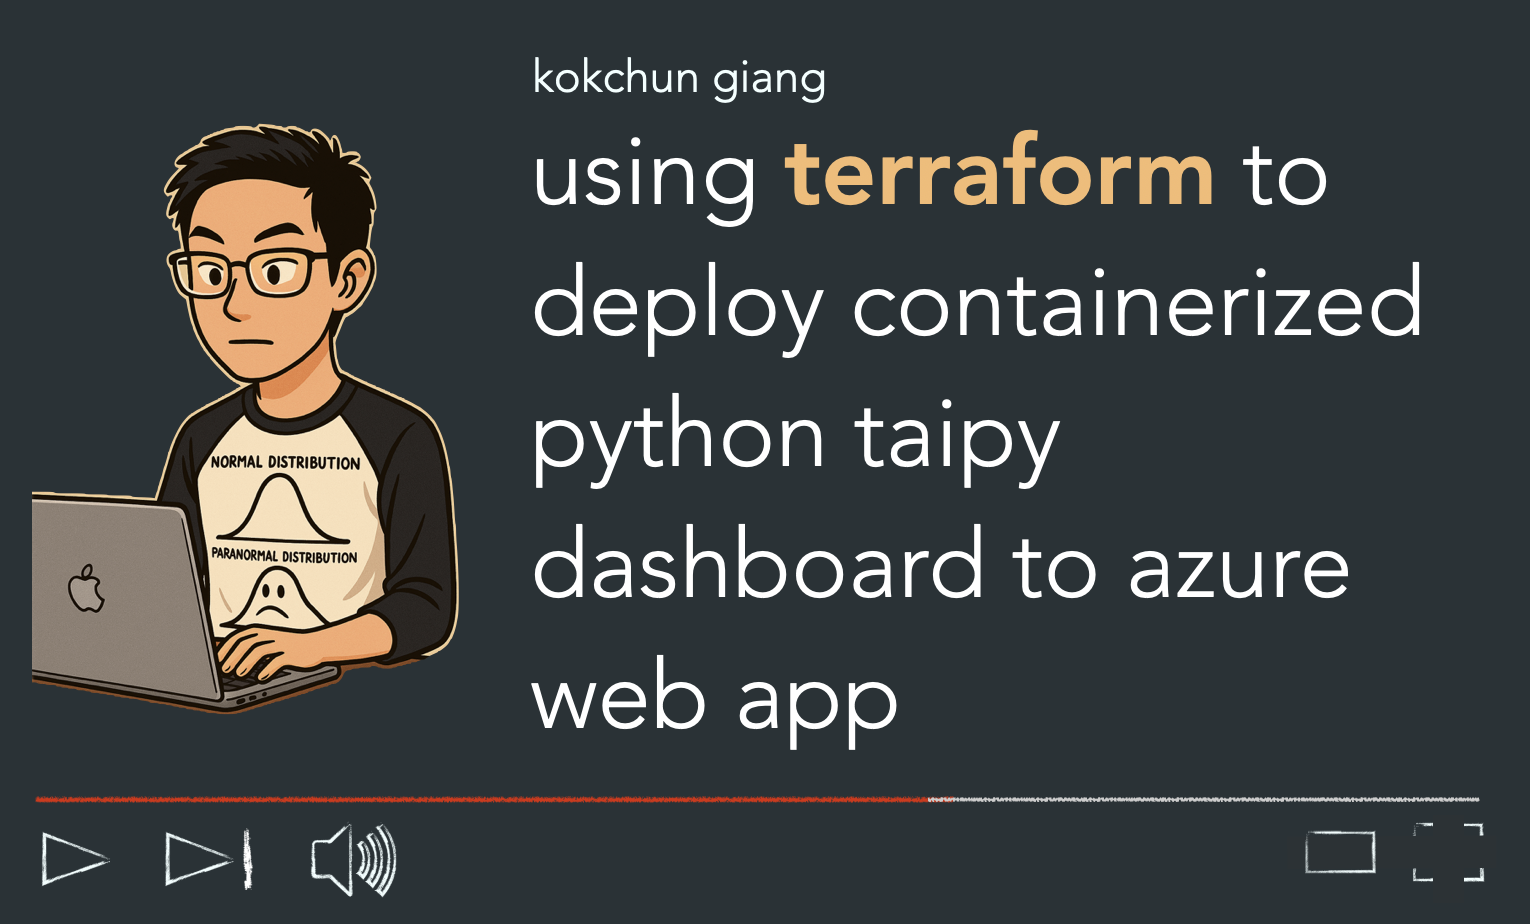 kokchun giang
using terraform to
deploy containerized
python taipy
dashboard to azure
web app
NORMAL DISTRIBUTION
PARANORMAL DISTRIBUTION